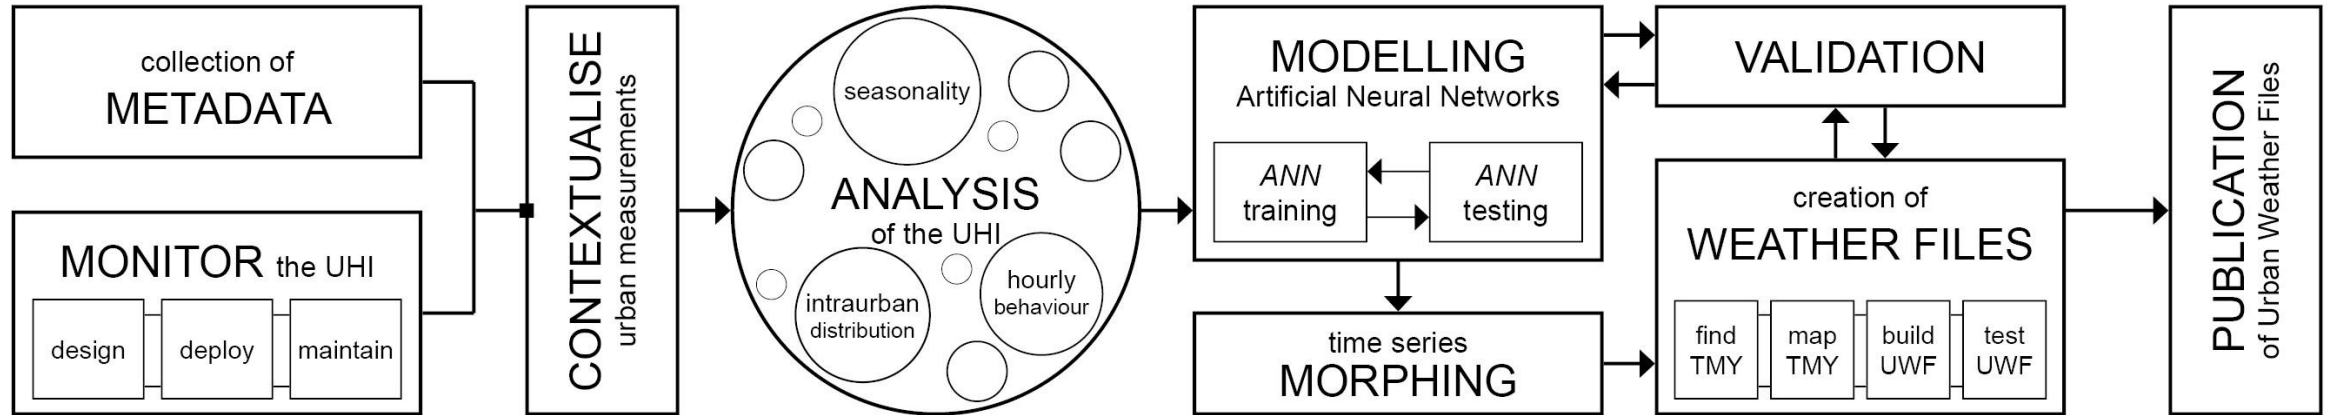 collection of
METADATA
MONITOR the UHI
design
deploy
maintain
CONTEXTUALISE
urban measurements
seasonality
ANALYSIS
of the UHI
intraurban
distribution
hourly
behaviour
MODELLING
Artificial Neural Networks
ANN
training
ANN
testing
time series
MORPHING
VALIDATION
creation of
WEATHER FILES
find
TMY
map
TMY
build
UWF
test
UWF
PUBLICATION
of Urban Weather Files